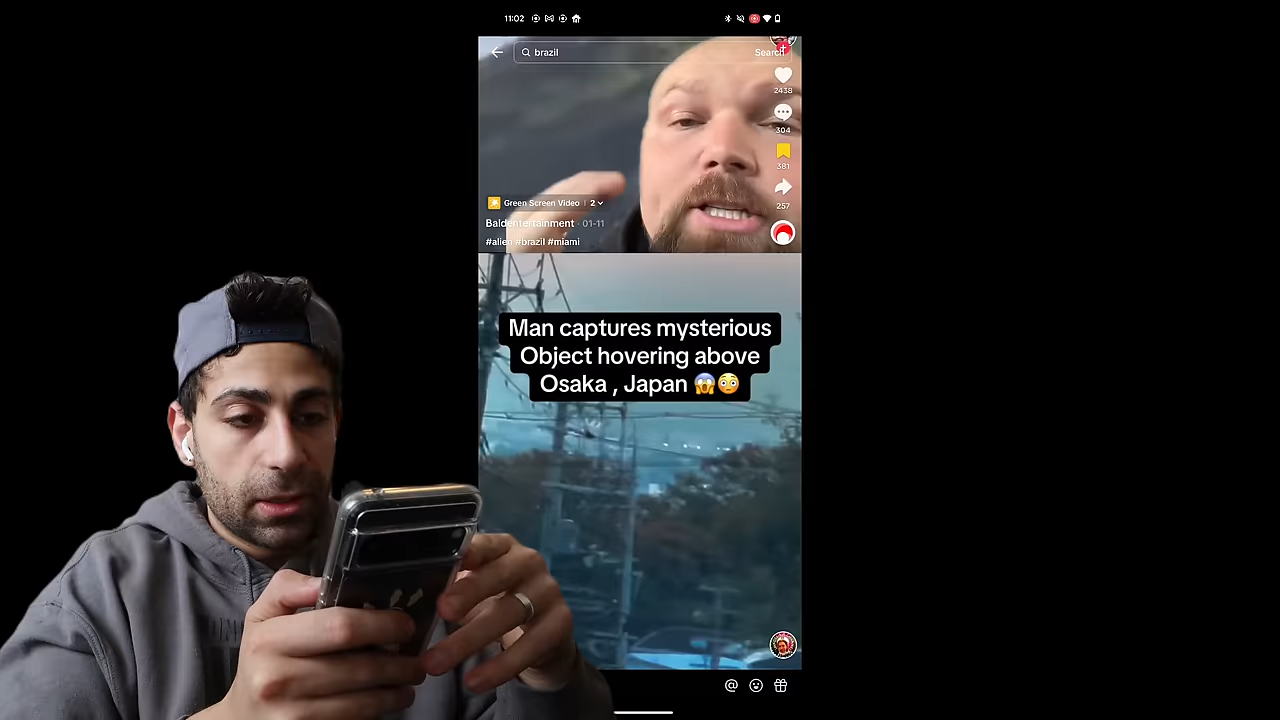 11:02
brazil
Search
2438
304
381
257
Green Screen Video | 2
Baldentertainment · 01-11
#alien #brazil #miami
Man captures mysterious
Object hovering above
Osaka , Japan 😱😳